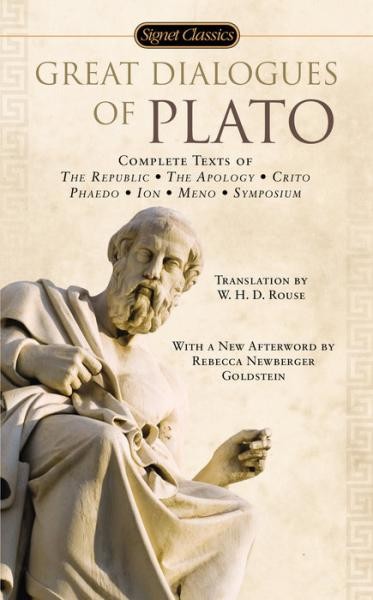 Signet Classics
GREAT DIALOGUES
OF PLATO
COMPLETE TEXTS OF
THE REPUBLIC • THE APOLOGY • CRITO
PHAEDO • ION • MENO • SYMPOSIUM
TRANSLATION BY
W. H. D. ROUSE
WITH A NEW AFTERWORD BY
REBECCA NEWBERGER
GOLDSTEIN